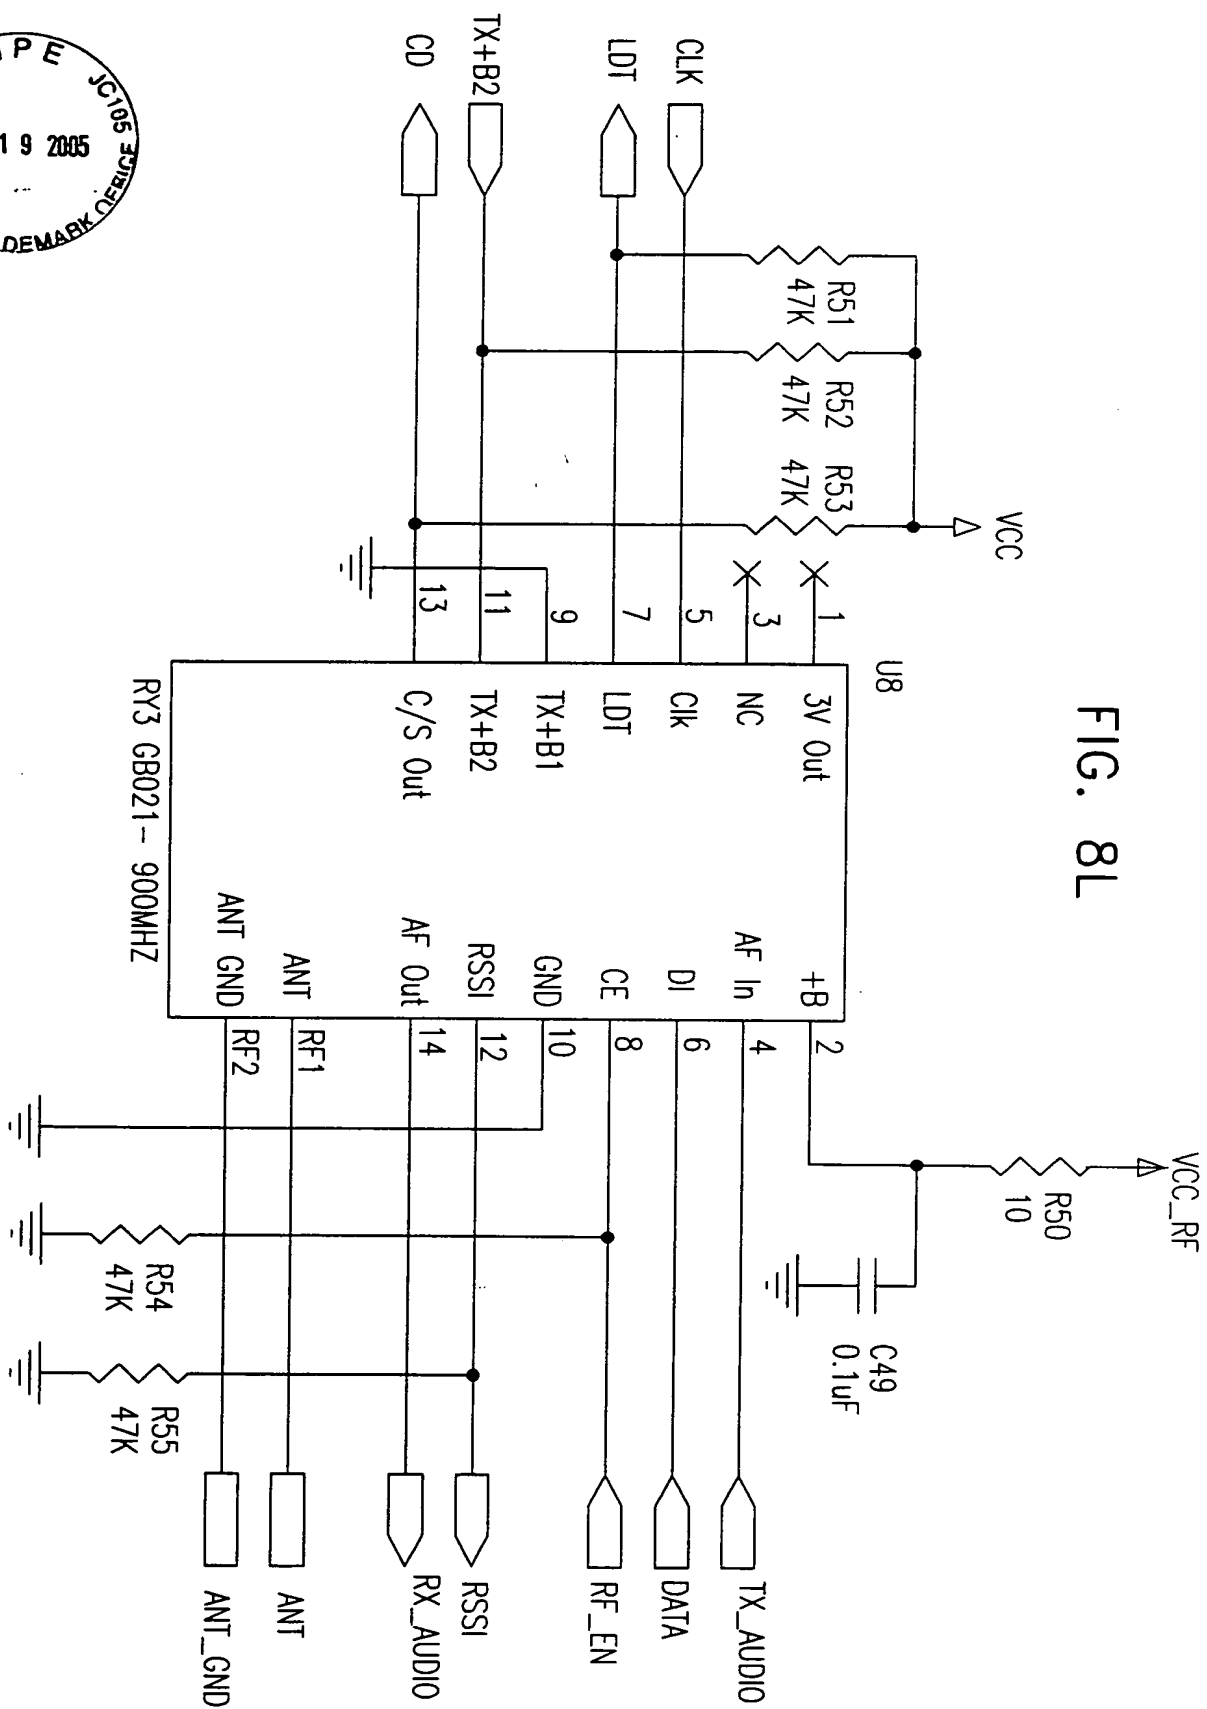 FIG. 8L
VCC
VCC_RF
R50
10
C49
0.1uF
R51
47K
R52
47K
R53
47K
CLK
LDT
TX+B2
CD
U8
1
3
5
7
9
11
13
3V Out
NC
Clk
LDT
TX+B1
TX+B2
C/S Out
+B
AF In
DI
CE
GND
RSSI
AF Out
ANT
ANT GND
2
4
6
8
10
12
14
RF1
RF2
RY3 GB021- 900MHZ
TX_AUDIO
DATA
RF_EN
RSSI
RX_AUDIO
ANT
ANT_GND
R54
47K
R55
47K
P E JC105
19 2005
DEMARK OFFICE